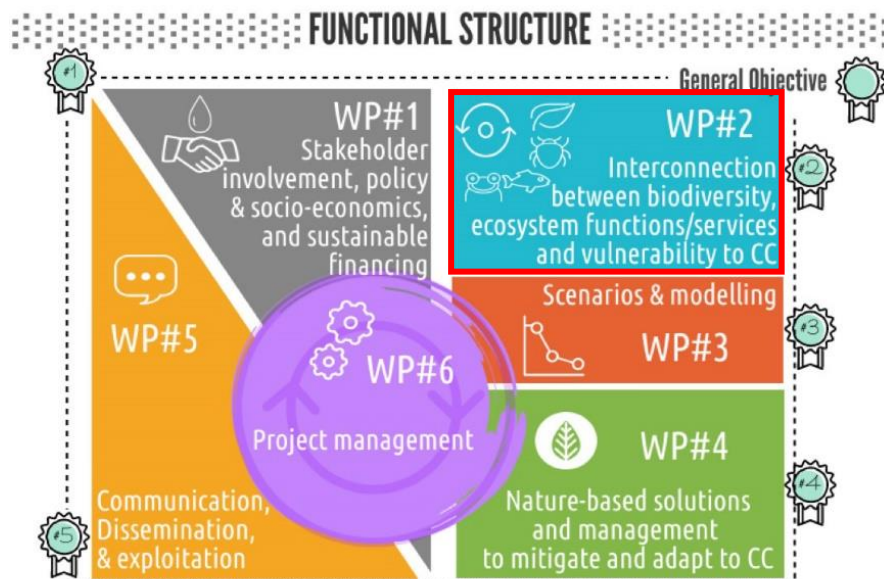 FUNCTIONAL STRUCTURE
#1
General Objective
WP#1
Stakeholder
involvement, policy
& socio-economics,
and sustainable
financing
WP#2
Interconnection
between biodiversity,
ecosystem functions/services
and vulnerability to CC
#2
Scenarios & modelling
WP#3
#3
WP#5
Communication,
Dissemination,
& exploitation
#5
WP#6
Project management
WP#4
Nature-based solutions
and management
to mitigate and adapt to CC
#4